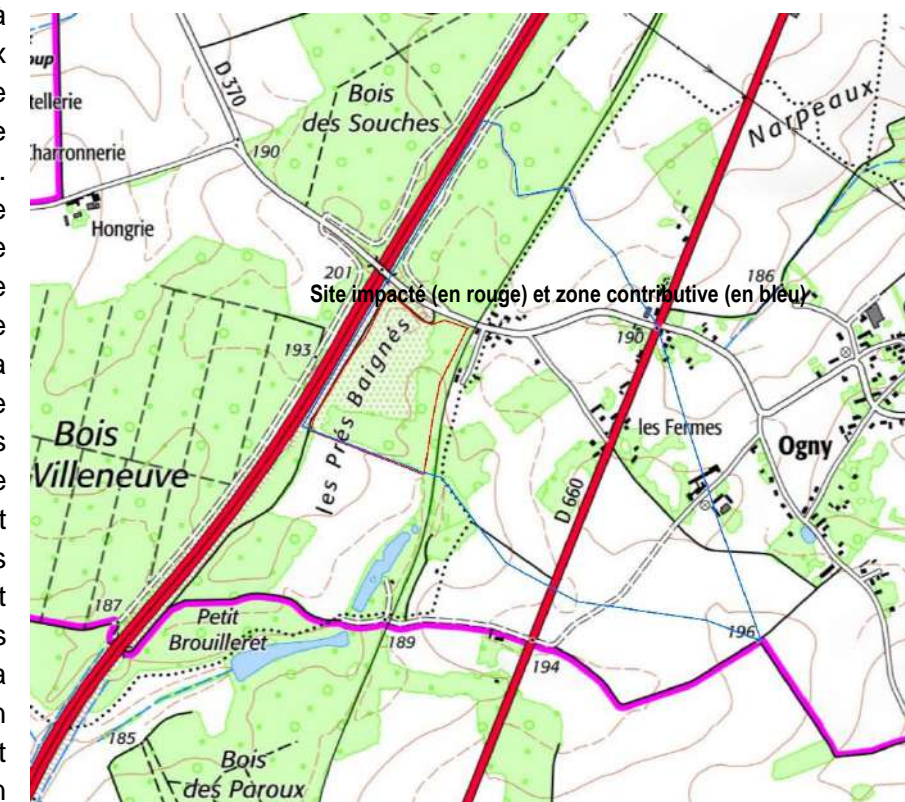 D 370
tellerie
harronnerie
190
Hongrie
Bois
des Souches
Narpeaux
201
186
Site impacté (en rouge) et zone contributive (en bleu)
190
193
les Prés Baignés
Bois
Villeneuve
les Fermes
Ogny
D 660
187
Petit
Brouilleret
189
196
194
185
Bois
des Paroux